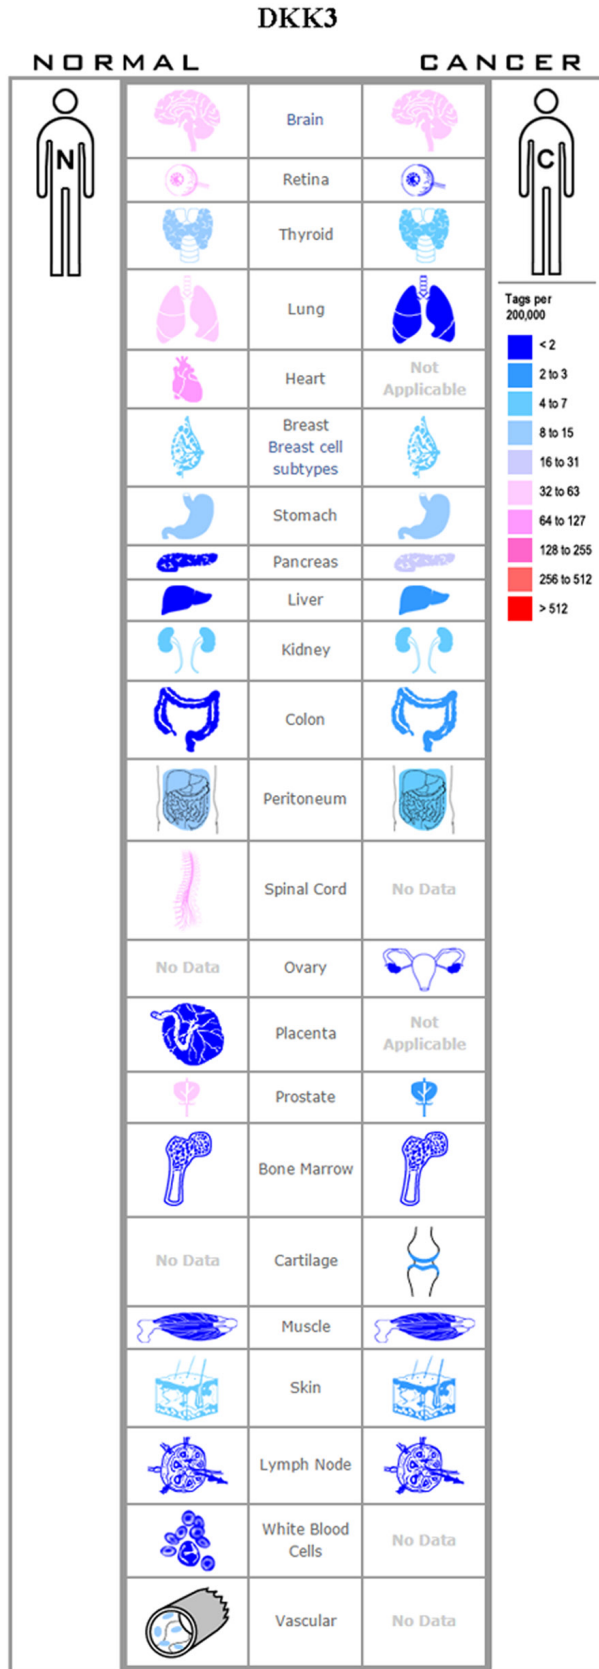 DKK3
NORMAL
CANCER
N
C
Brain
Retina
Thyroid
Lung
Heart
Not
Applicable
Breast
Breast cell
subtypes
Stomach
Pancreas
Liver
Kidney
Colon
Peritoneum
Spinal Cord
No Data
No Data
Ovary
Placenta
Not
Applicable
Prostate
Bone Marrow
No Data
Cartilage
Muscle
Skin
Lymph Node
White Blood
Cells
No Data
Vascular
No Data
Tags per
200,000
< 2
2 to 3
4 to 7
8 to 15
16 to 31
32 to 63
64 to 127
128 to 255
256 to 512
> 512